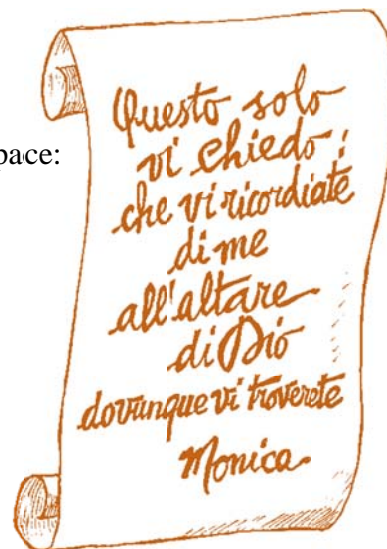 pace:
Questo solo
vi chiedo:
che vi ricordiate
di me
all'altare
di Dio
dovunque vi troverete
Monica